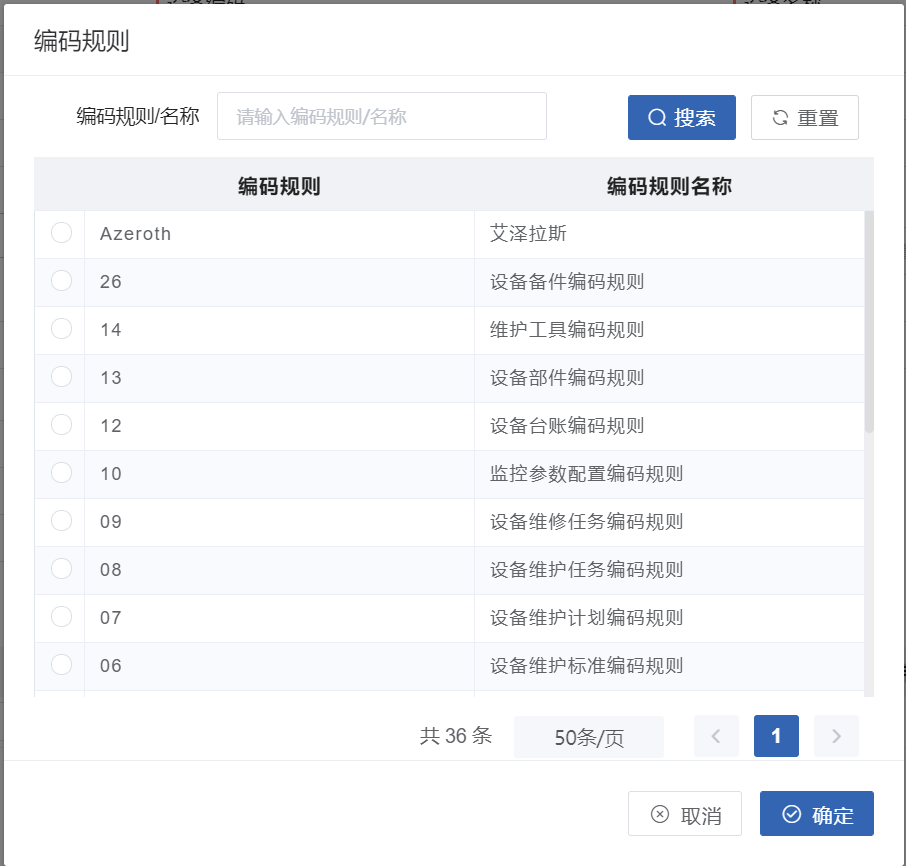 编码规则
编码规则/名称 请输入编码规则/名称 搜索 重置
编码规则 编码规则名称
Azeroth 艾泽拉斯
26 设备备件编码规则
14 维护工具编码规则
13 设备部件编码规则
12 设备台账编码规则
10 监控参数配置编码规则
09 设备维修任务编码规则
08 设备维护任务编码规则
07 设备维护计划编码规则
06 设备维护标准编码规则
共 36 条 50条/页 1
取消 确定